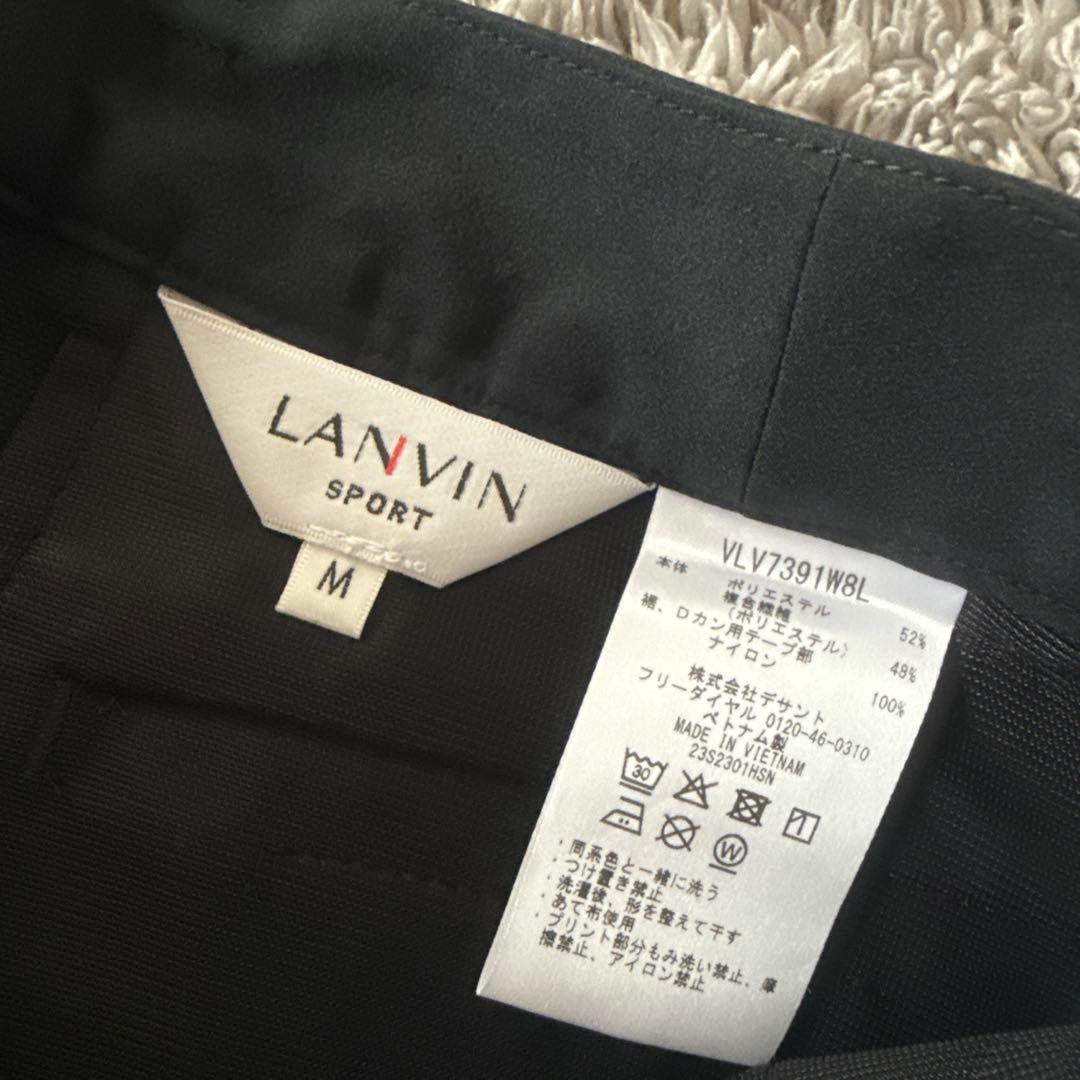 LANVIN
SPORT
M
VLV7391W8L
本体 ポリエステル 52%
複合繊維
(ポリエステル) 48%
裾、Dカン用テープ部
ナイロン 100%
株式会社デサント
フリーダイヤル 0120-46-0310
ベトナム製
MADE IN VIETNAM
23S2301HSN
30
W
・同系色と一緒に洗う
・つけ置き禁止
・洗濯後、形を整えて干す
・あて布使用
・プリント部分もみ洗い禁止、摩
擦禁止、アイロン禁止